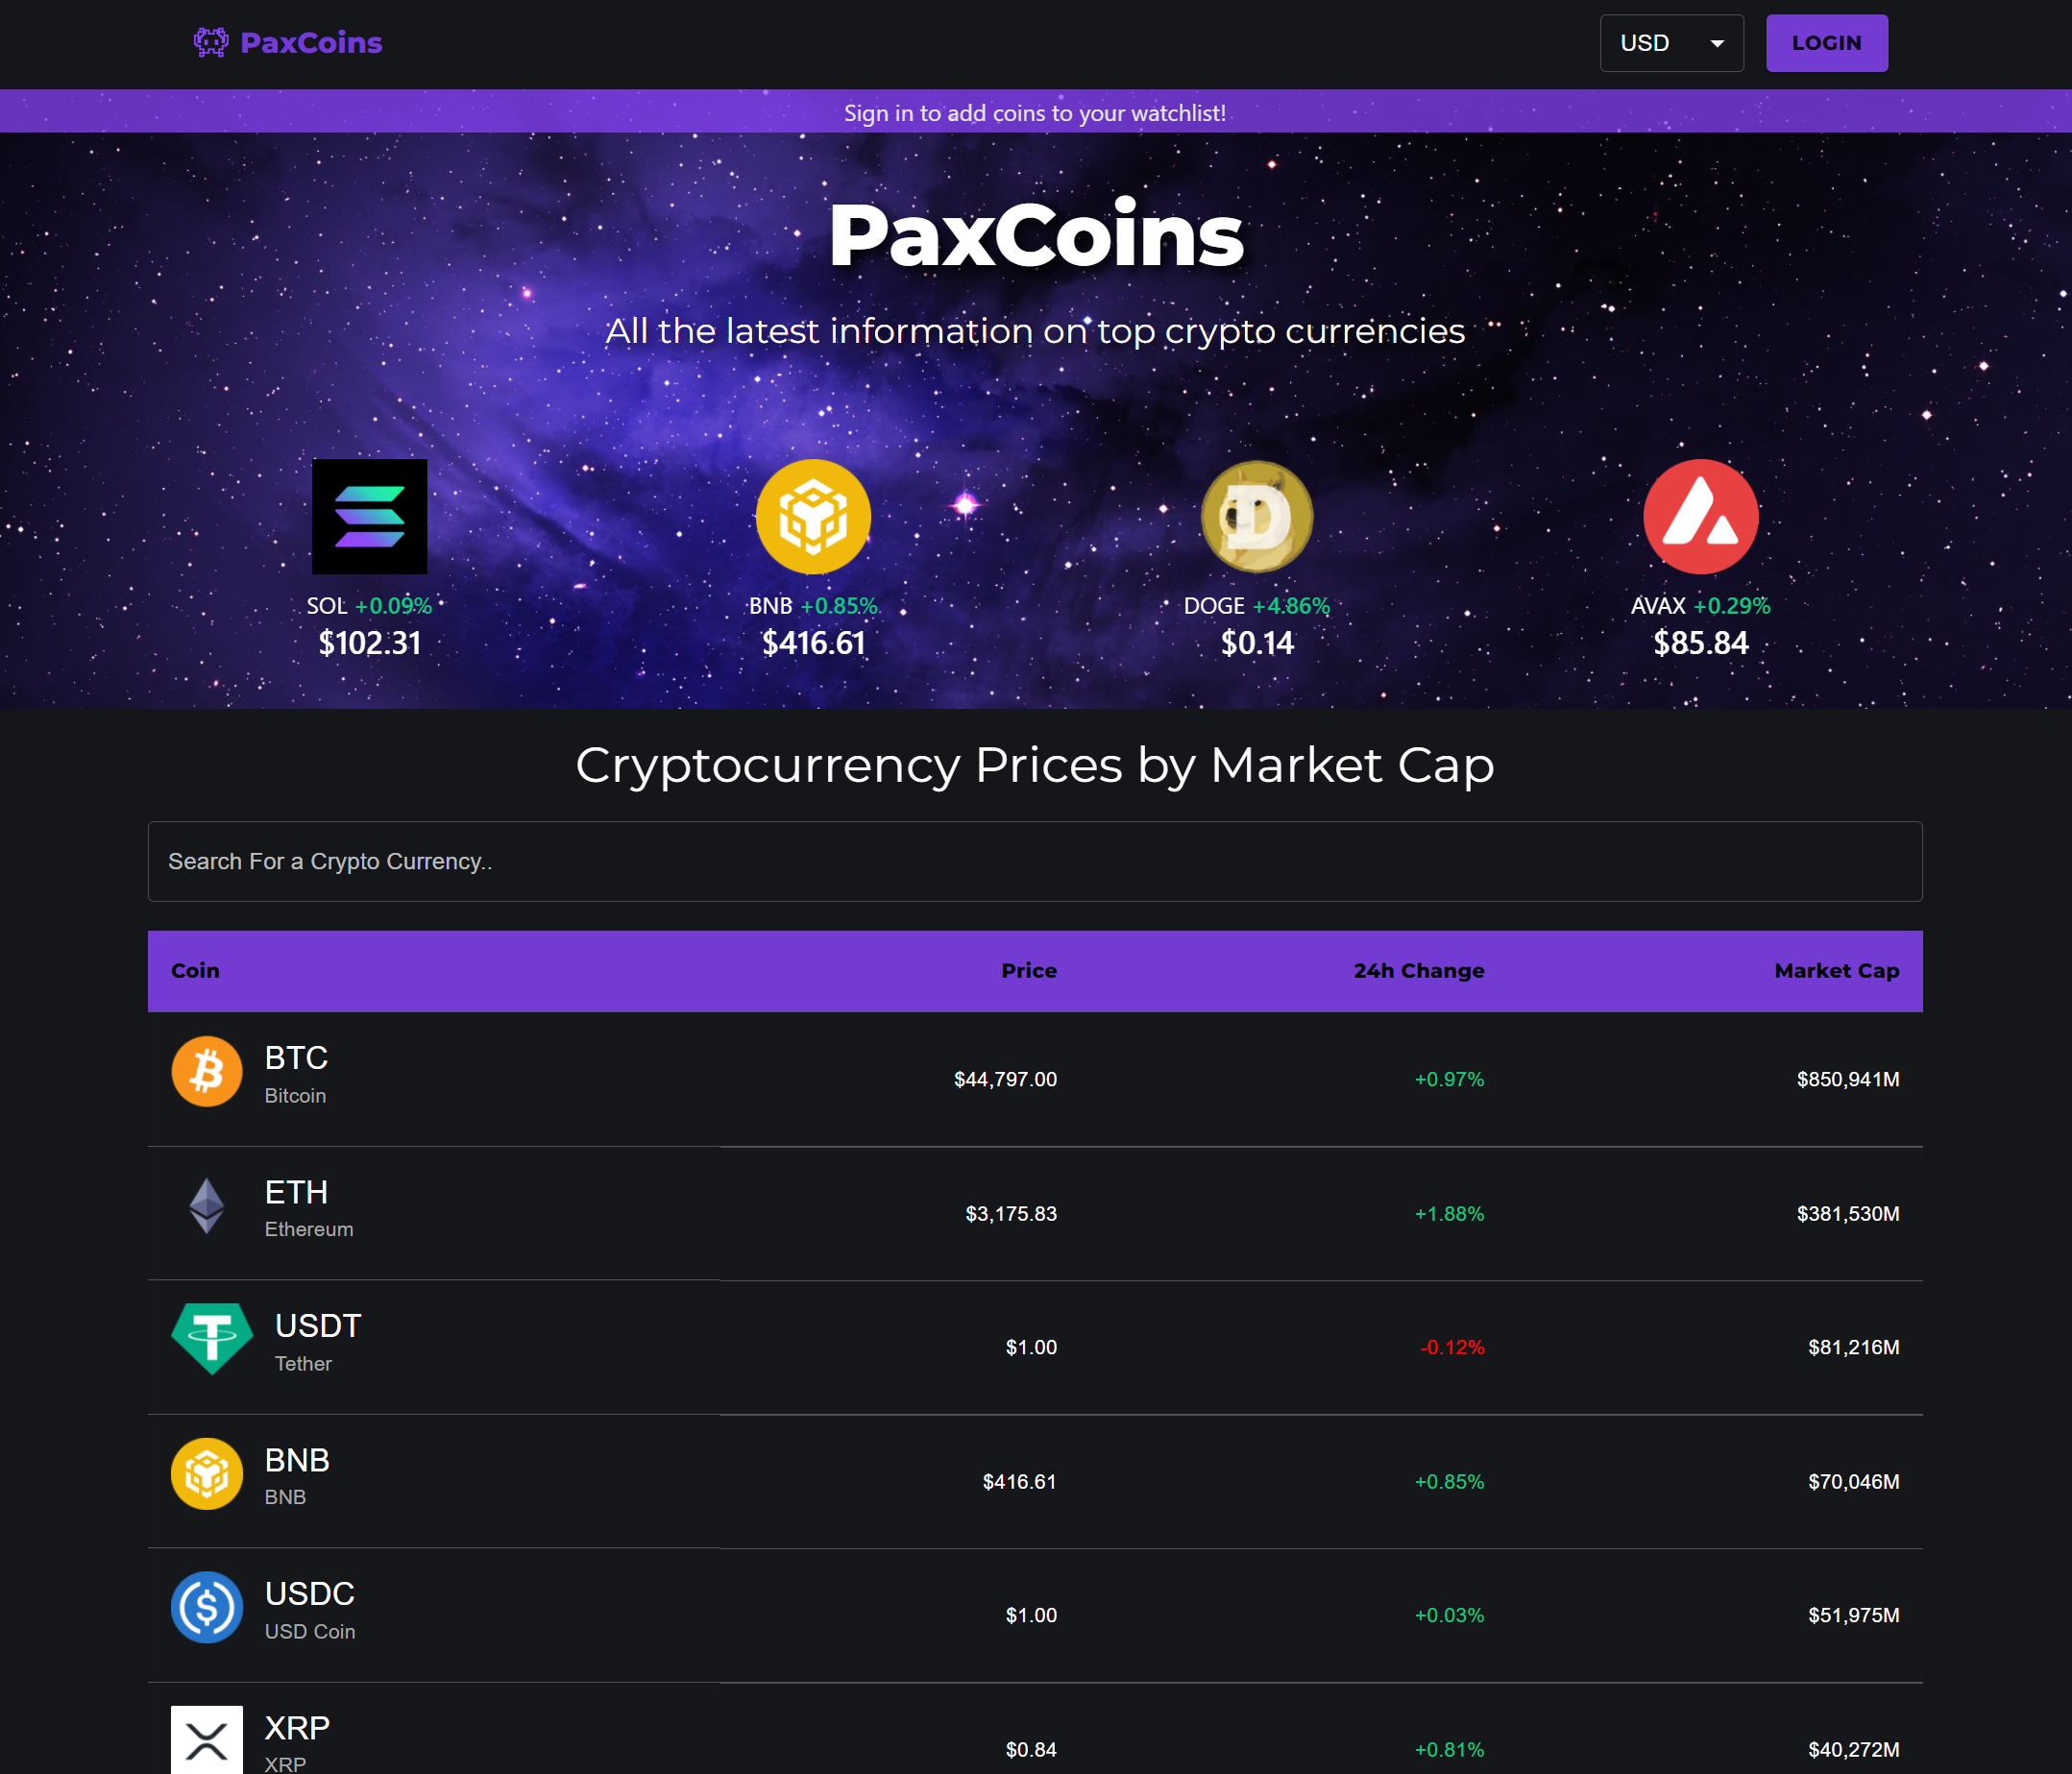 PaxCoins
USD
LOGIN
Sign in to add coins to your watchlist!
PaxCoins
All the latest information on top crypto currencies
SOL +0.09%
$102.31
BNB +0.85%
$416.61
DOGE +4.86%
$0.14
AVAX +0.29%
$85.84
Cryptocurrency Prices by Market Cap
Search For a Crypto Currency..
Coin Price 24h Change Market Cap
BTC
Bitcoin
$44,797.00 +0.97% $850,941M
ETH
Ethereum
$3,175.83 +1.88% $381,530M
USDT
Tether
$1.00 -0.12% $81,216M
BNB
BNB
$416.61 +0.85% $70,046M
USDC
USD Coin
$1.00 +0.03% $51,975M
XRP
XRP
$0.84 +0.81% $40,272M